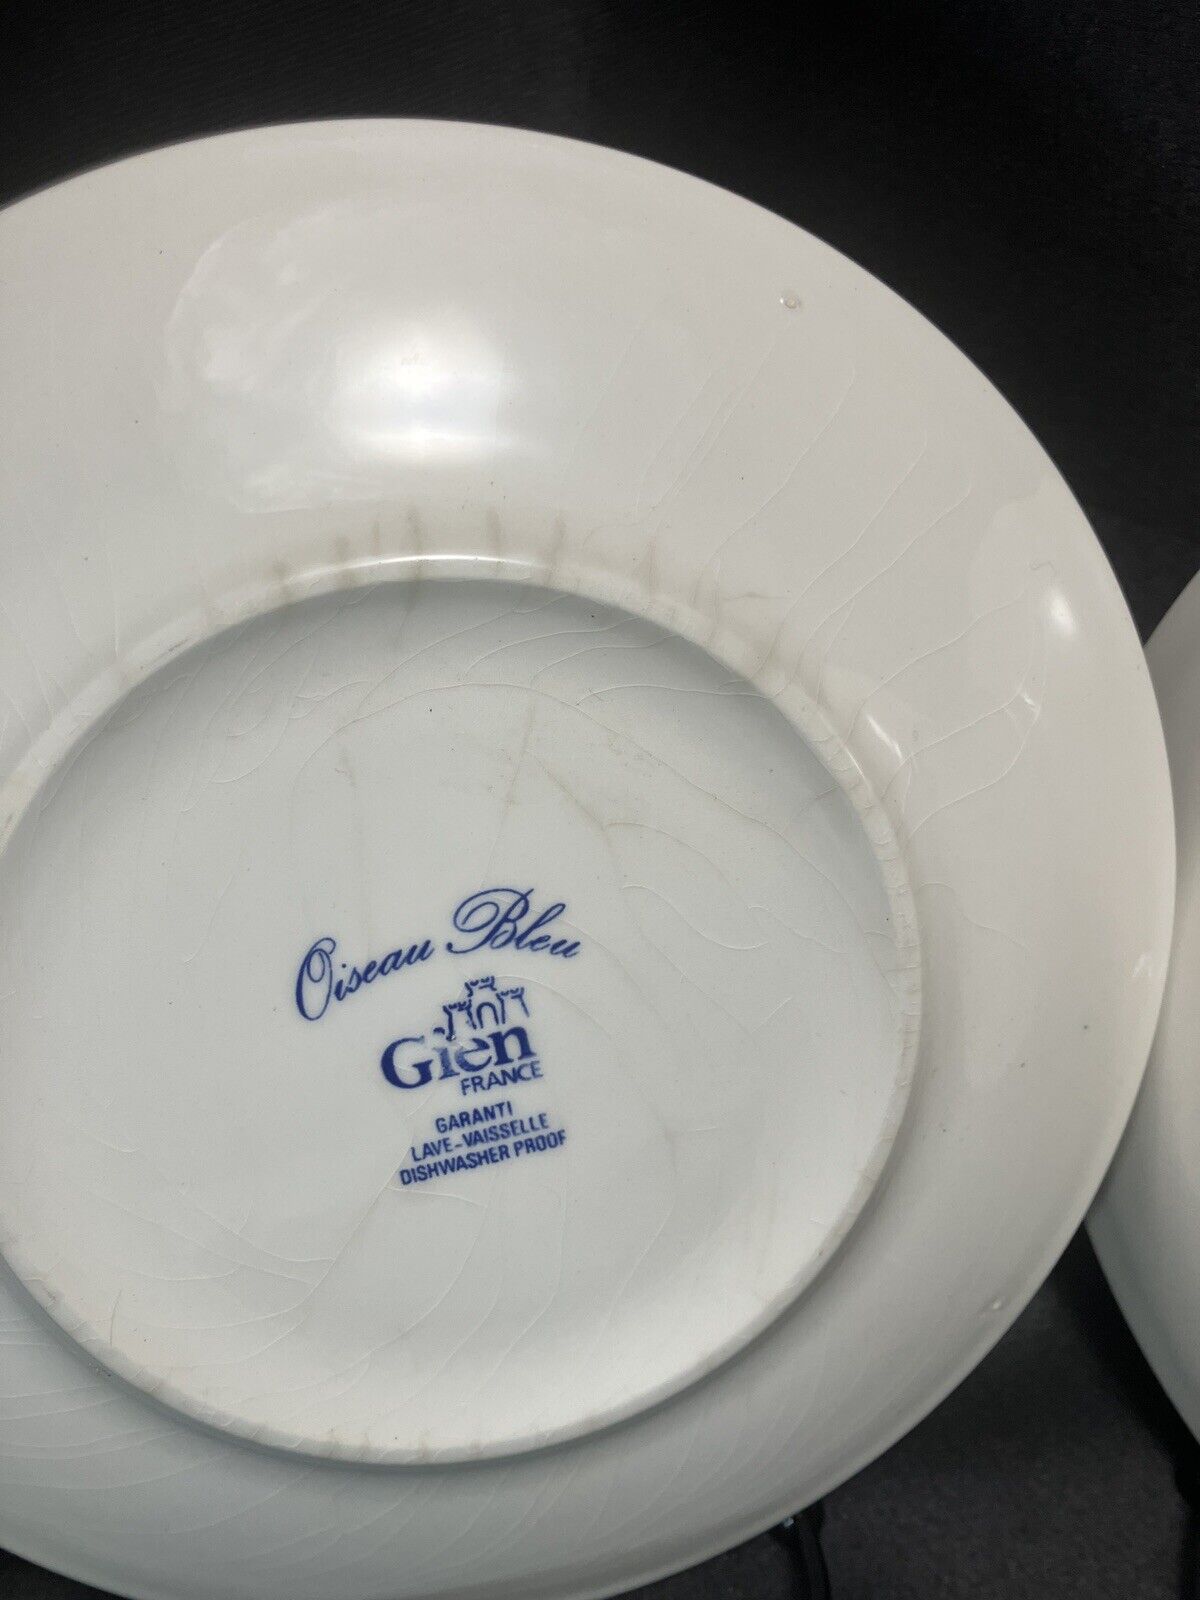 Oiseau Bleu
Gien
FRANCE
GARANTI
LAVE-VAISSELLE
DISHWASHER PROOF